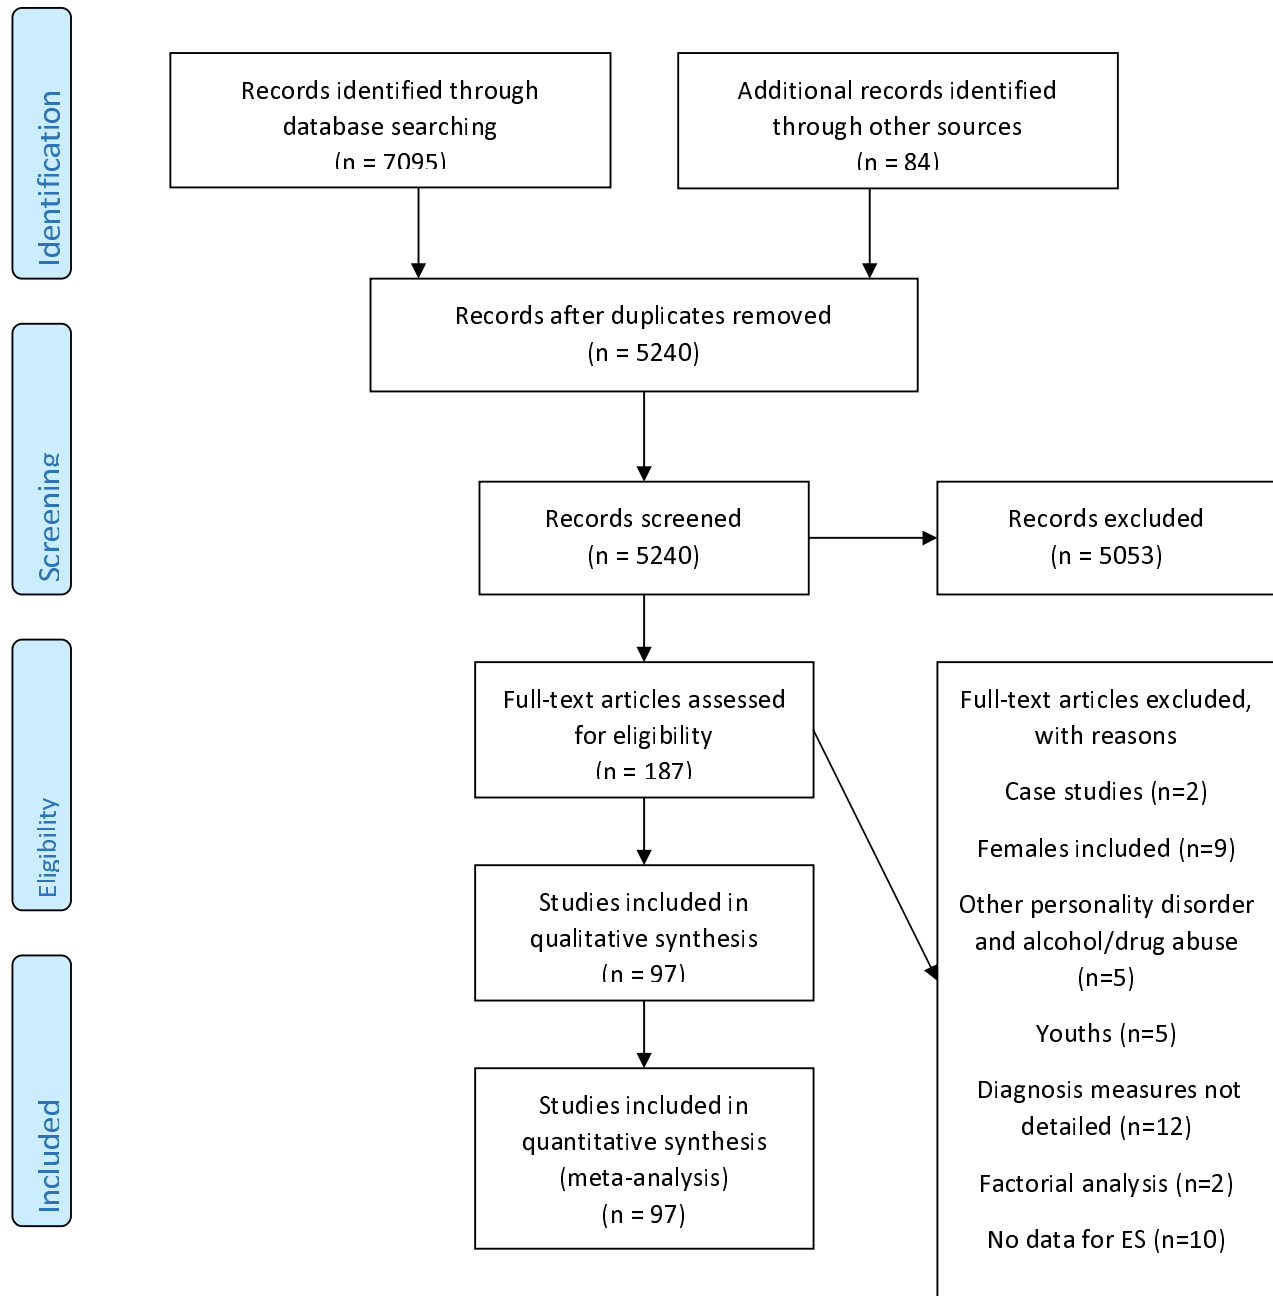 Identification
Records identified through
database searching
(n = 7095)
Additional records identified
through other sources
(n = 84)
Records after duplicates removed
(n = 5240)
Screening
Records screened
(n = 5240)
Records excluded
(n = 5053)
Eligibility
Full-text articles assessed
for eligibility
(n = 187)
Full-text articles excluded,
with reasons
Case studies (n=2)
Females included (n=9)
Other personality disorder
and alcohol/drug abuse
(n=5)
Youths (n=5)
Diagnosis measures not
detailed (n=12)
Factorial analysis (n=2)
No data for ES (n=10)
Studies included in
qualitative synthesis
(n = 97)
Included
Studies included in
quantitative synthesis
(meta-analysis)
(n = 97)